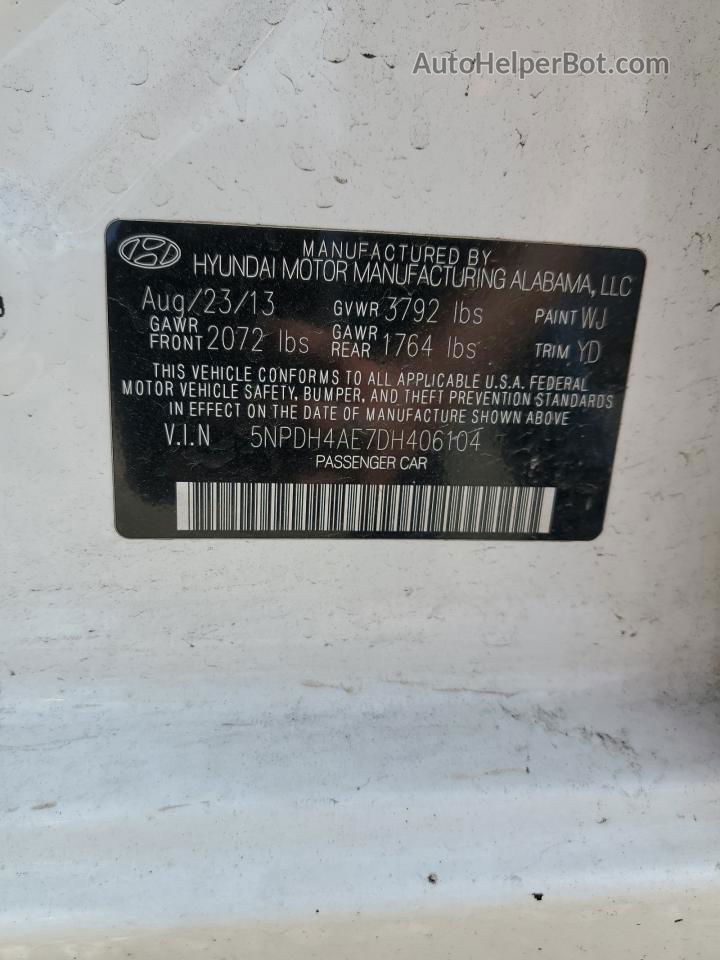 AutoHelperBot.com
MANUFACTURED BY
HYUNDAI MOTOR MANUFACTURING ALABAMA, LLC
Aug/23/13 GVWR 3792 lbs PAINT WJ
GAWR FRONT 2072 lbs GAWR REAR 1764 lbs TRIM YD
THIS VEHICLE CONFORMS TO ALL APPLICABLE U.S.A. FEDERAL
MOTOR VEHICLE SAFETY, BUMPER, AND THEFT PREVENTION STANDARDS
IN EFFECT ON THE DATE OF MANUFACTURE SHOWN ABOVE
V.I.N 5NPDH4AE7DH406104
PASSENGER CAR